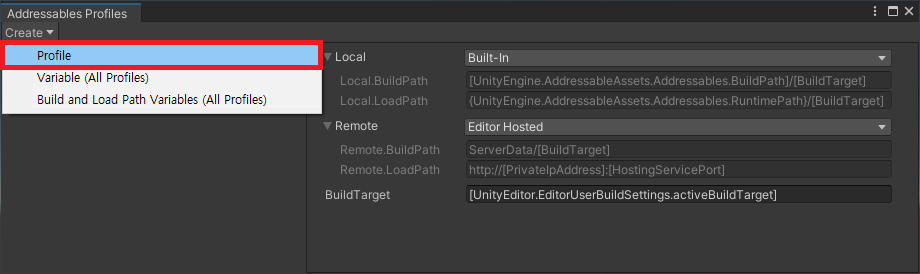 Addressables Profiles
Create
Profile
Variable (All Profiles)
Build and Load Path Variables (All Profiles)
Local
Built-In
Local.BuildPath
[UnityEngine.AddressableAssets.Addressables.BuildPath]/[BuildTarget]
Local.LoadPath
{UnityEngine.AddressableAssets.Addressables.RuntimePath}/[BuildTarget]
Remote
Editor Hosted
Remote.BuildPath
ServerData/[BuildTarget]
Remote.LoadPath
http://[PrivateIpAddress]:[HostingServicePort]
BuildTarget
[UnityEditor.EditorUserBuildSettings.activeBuildTarget]